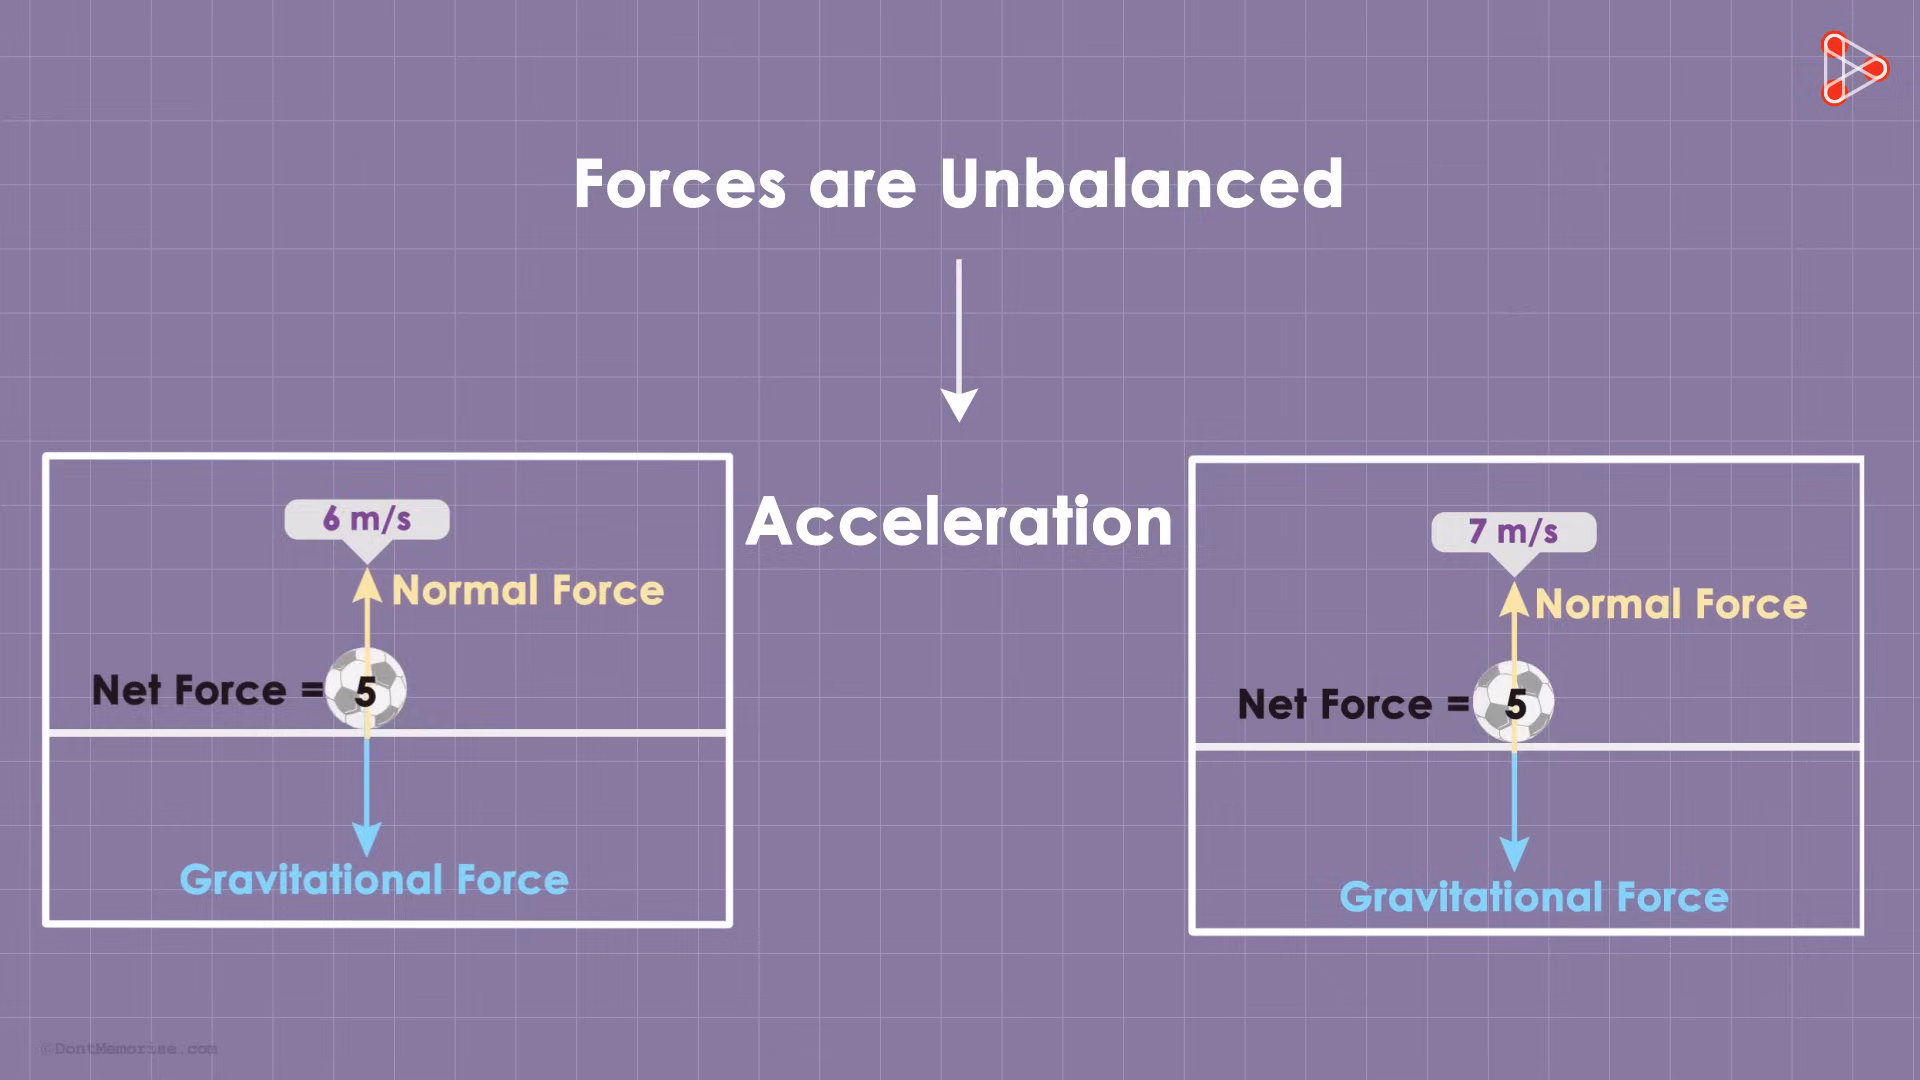 Forces are Unbalanced
Acceleration
6 m/s
Normal Force
Net Force = 5
Gravitational Force
7 m/s
Normal Force
Net Force = 5
Gravitational Force
©DontMemorise.com